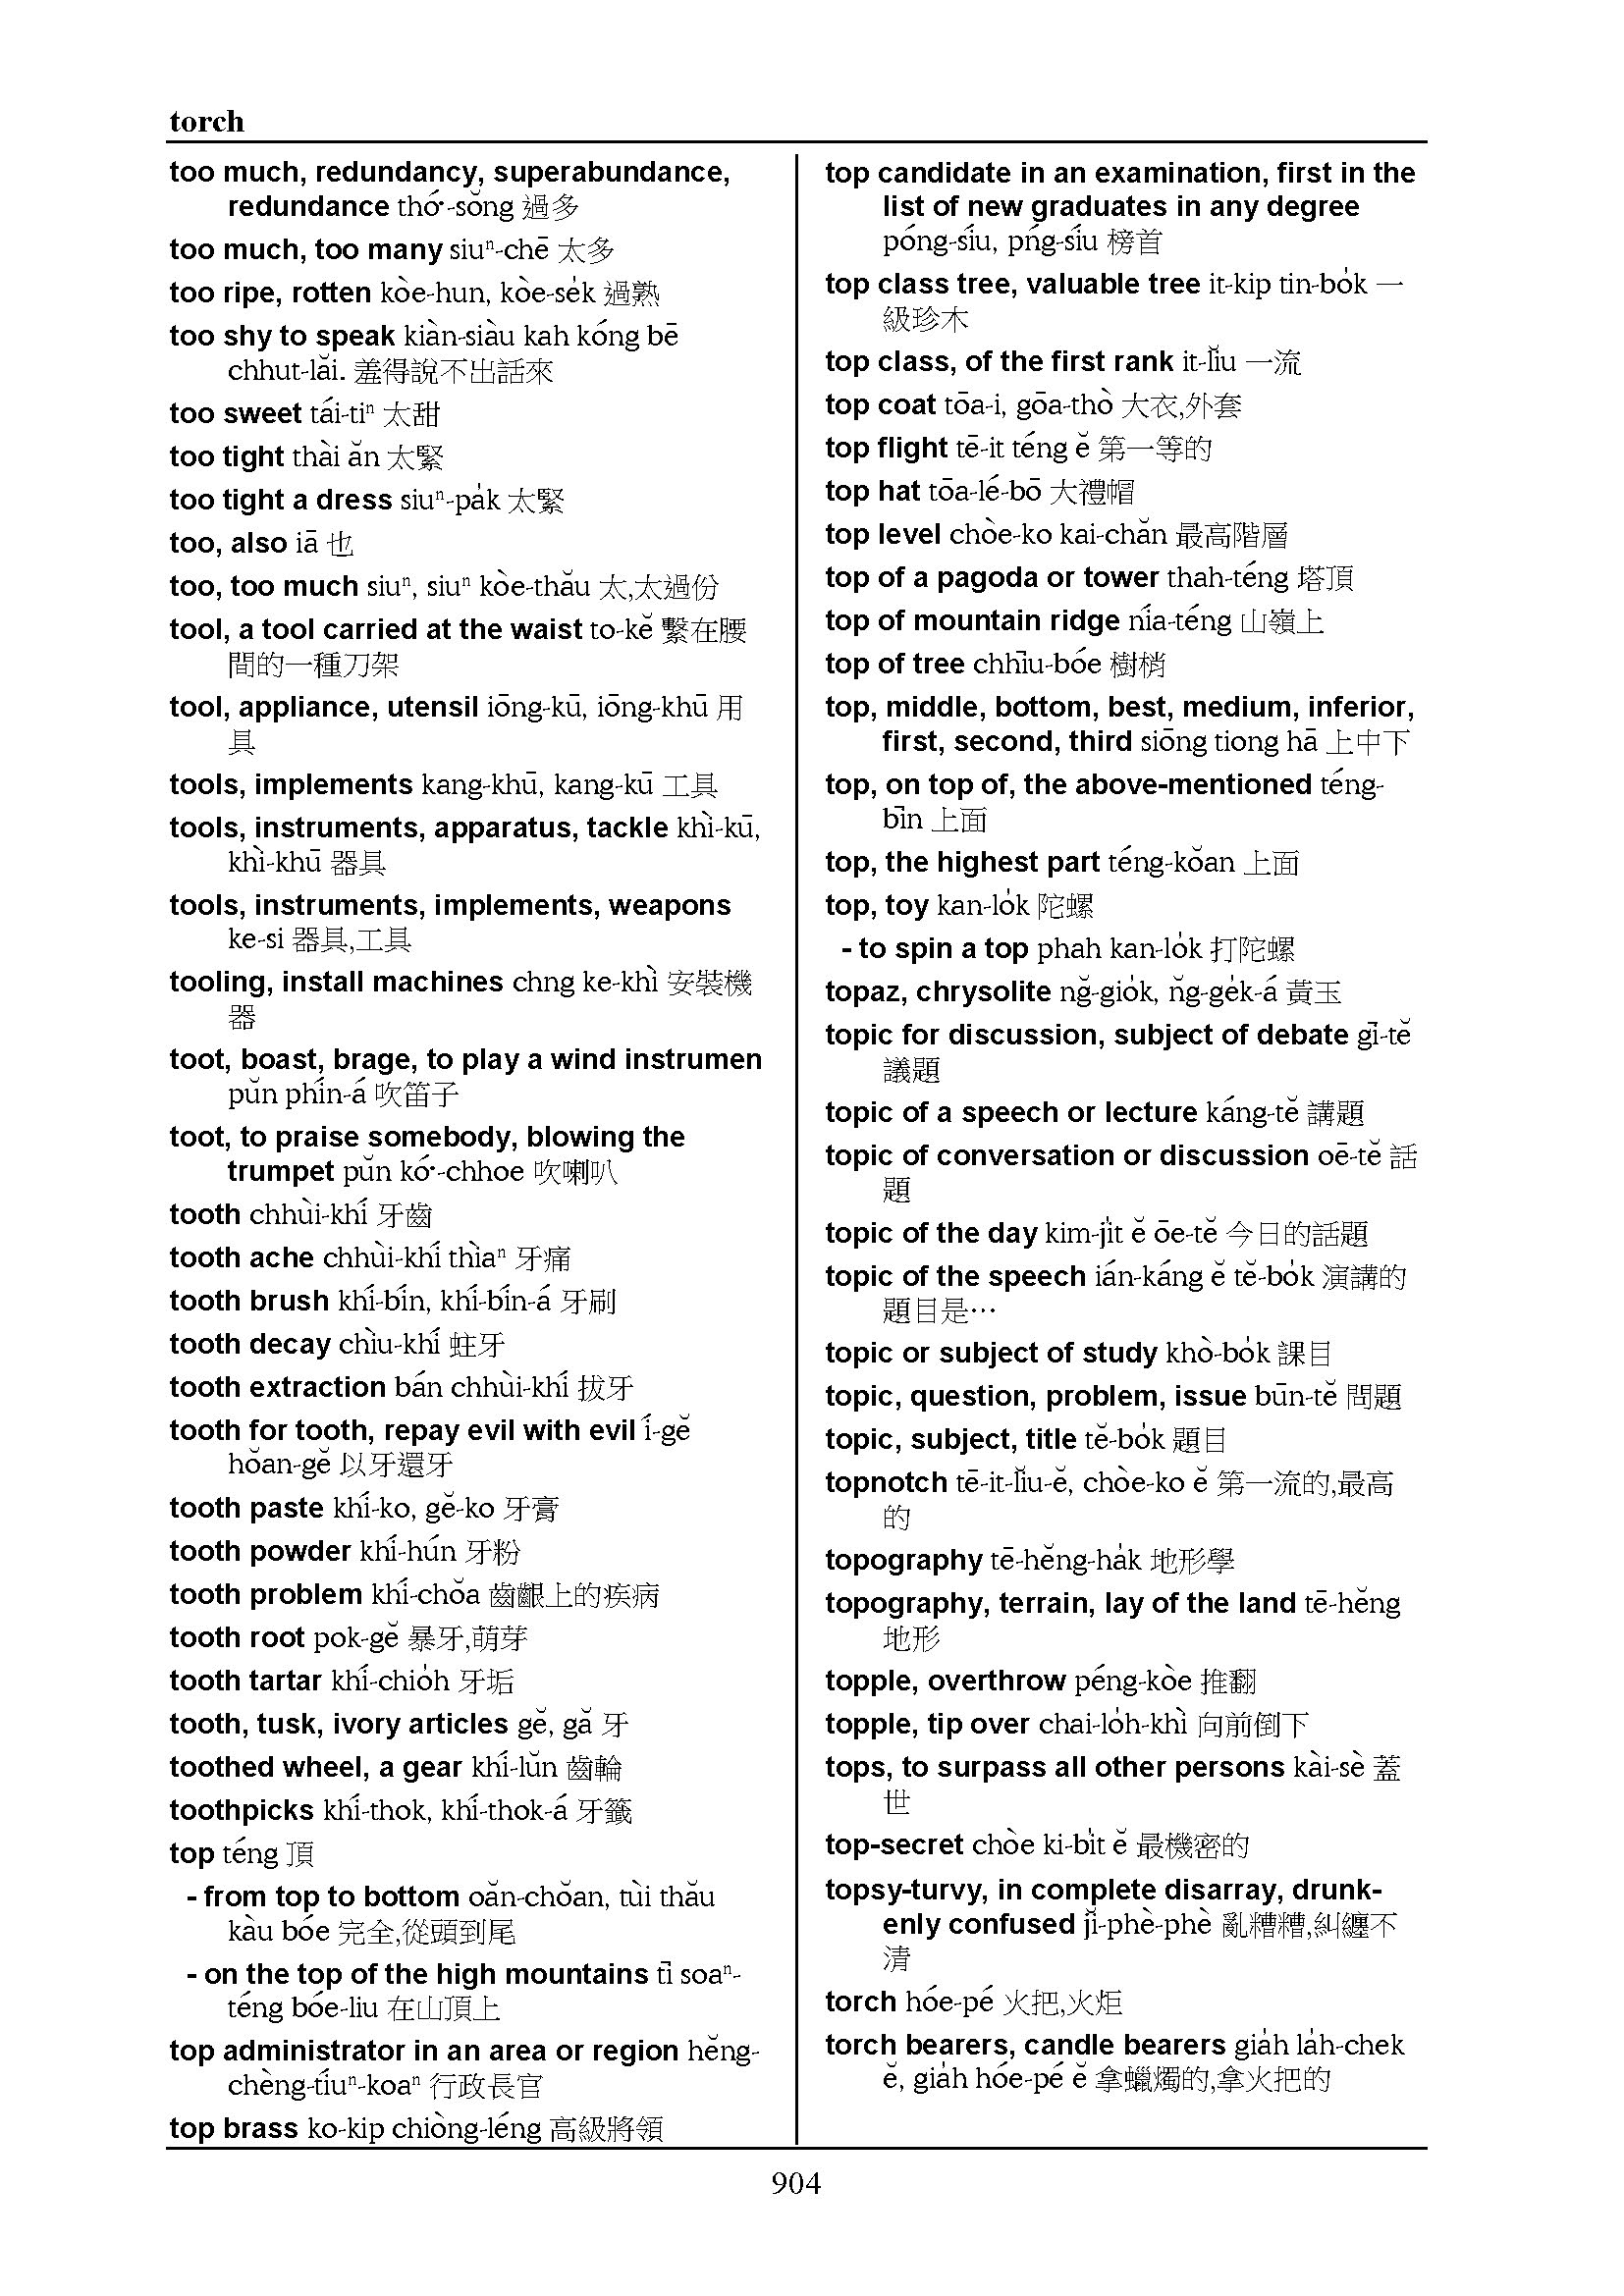 torch
too much, redundancy, superabundance,
redundance thó͘-sŏng 過多
too much, too many siuⁿ-chē 太多
too ripe, rotten kòe-hun, kòe-se̍k 過熟
too shy to speak kiàn-siàu kah kóng bē
chhut-lăi. 羞得說不出話來
too sweet tái-tiⁿ 太甜
too tight thài ăn 太緊
too tight a dress siuⁿ-pa̍k 太緊
too, also iā 也
too, too much siuⁿ, siuⁿ kòe-thău 太,太過份
tool, a tool carried at the waist to-kĕ 繫在腰
間的一種刀架
tool, appliance, utensil iōng-kū, iōng-khū 用
具
tools, implements kang-khū, kang-kū 工具
tools, instruments, apparatus, tackle khì-kū,
khì-khū 器具
tools, instruments, implements, weapons
ke-si 器具,工具
tooling, install machines chng ke-khì 安裝機
器
toot, boast, brage, to play a wind instrumen
pŭn phín-á 吹笛子
toot, to praise somebody, blowing the
trumpet pŭn kó͘-chhoe 吹喇叭
tooth chhùi-khí 牙齒
tooth ache chhùi-khí thìaⁿ 牙痛
tooth brush khí-bín, khí-bín-á 牙刷
tooth decay chìu-khí 蛀牙
tooth extraction bán chhùi-khí 拔牙
tooth for tooth, repay evil with evil í-gĕ
hŏan-gĕ 以牙還牙
tooth paste khí-ko, gĕ-ko 牙膏
tooth powder khí-hún 牙粉
tooth problem khí-chŏa 齒齦上的疾病
tooth root pok-gĕ 暴牙,萌芽
tooth tartar khí-chio̍h 牙垢
tooth, tusk, ivory articles gĕ, gă 牙
toothed wheel, a gear khí-lŭn 齒輪
toothpicks khí-thok, khí-thok-á 牙籤
top téng 頂
- from top to bottom oăn-chŏan, tùi thău
kàu bóe 完全,從頭到尾
- on the top of the high mountains tī soaⁿ-
téng bóe-liu 在山頂上
top administrator in an area or region hĕng-
chèng-tíuⁿ-koaⁿ 行政長官
top brass ko-kip chiòng-léng 高級將領
top candidate in an examination, first in the
list of new graduates in any degree
póng-síu, pńg-síu 榜首
top class tree, valuable tree it-kip tin-bo̍k 一
級珍木
top class, of the first rank it-lĭu 一流
top coat tōa-i, gōa-thò 大衣,外套
top flight tē-it téng ĕ 第一等的
top hat tōa-lé-bō 大禮帽
top level chòe-ko kai-chăn 最高階層
top of a pagoda or tower thah-téng 塔頂
top of mountain ridge nía-téng 山嶺上
top of tree chhīu-bóe 樹梢
top, middle, bottom, best, medium, inferior,
first, second, third siōng tiong hā 上中下
top, on top of, the above-mentioned téng-
bīn 上面
top, the highest part téng-kŏan 上面
top, toy kan-lo̍k 陀螺
- to spin a top phah kan-lo̍k 打陀螺
topaz, chrysolite n̆g-gio̍k, n̆g-ge̍k-á 黃玉
topic for discussion, subject of debate gī-tĕ
議題
topic of a speech or lecture káng-tĕ 講題
topic of conversation or discussion oē-tĕ 話
題
topic of the day kim-ji̍t ĕ ōe-tĕ 今日的話題
topic of the speech ián-káng ĕ tĕ-bo̍k 演講的
題目是…
topic or subject of study khò-bo̍k 課目
topic, question, problem, issue būn-tĕ 問題
topic, subject, title tĕ-bo̍k 題目
topnotch tē-it-lĭu-ĕ, chòe-ko ĕ 第一流的,最高
的
topography tē-hĕng-ha̍k 地形學
topography, terrain, lay of the land tē-hĕng
地形
topple, overthrow péng-kòe 推翻
topple, tip over chai-lo̍h-khì 向前倒下
tops, to surpass all other persons kài-sè 蓋
世
top-secret chòe ki-bi̍t ĕ 最機密的
topsy-turvy, in complete disarray, drunk-
enly confused jĭ-phè-phè 亂糟糟,糾纏不
清
torch hóe-pé 火把,火炬
torch bearers, candle bearers gia̍h la̍h-chek
ĕ, gia̍h hóe-pé ĕ 拿蠟燭的,拿火把的
904